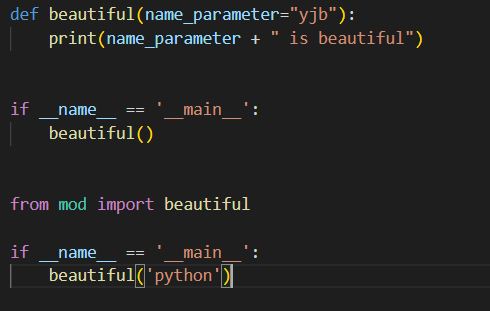 def beautiful(name_parameter="yjb"):
    print(name_parameter + " is beautiful")
if __name__ == '__main__':
    beautiful()
from mod import beautiful
if __name__ == '__main__':
    beautiful('python')